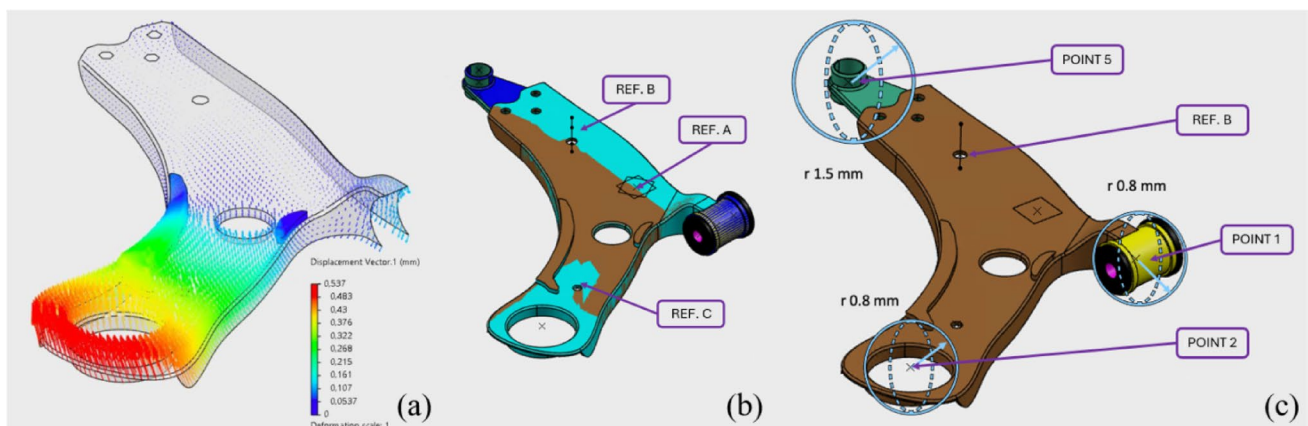 Displacement Vector.1 (mm)
0,537
0,483
0,43
0,376
0,322
0,268
0,215
0,161
0,107
0,0537
0
Deformation scale: 1
(a)
REF. B
REF. A
REF. C
(b)
POINT 5
REF. B
r 1.5 mm
r 0.8 mm
POINT 1
r 0.8 mm
POINT 2
(c)